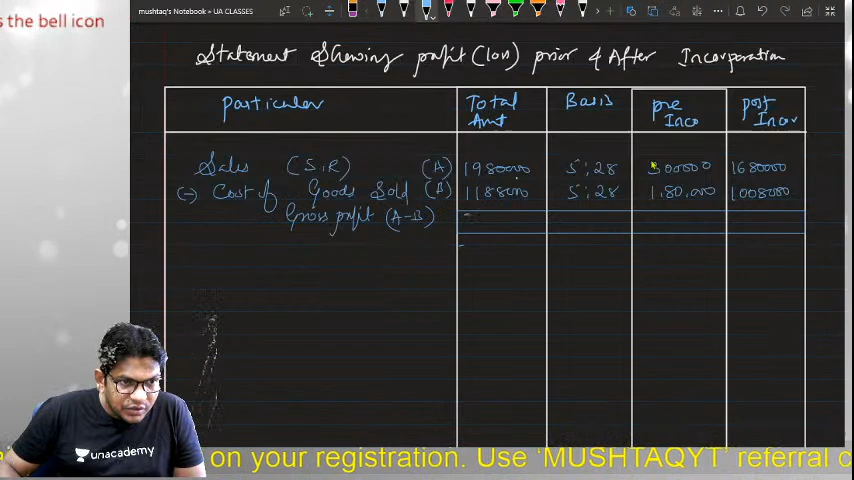 s the bell icon
mushtaq's Notebook » UA CLASSES
Statement Showing profit (loss) prior & After Incorporation
Particular Total Amt Basis pre Inco post Incor
Sales (S.R) (A) 1980000 5:28 300000 1680000
(-) Cost of Goods Sold (B) 1188000 5:28 1,80,000 1008000
Gross profit (A-B)
unacademy
on your registration. Use 'MUSHTAQYT' referral c